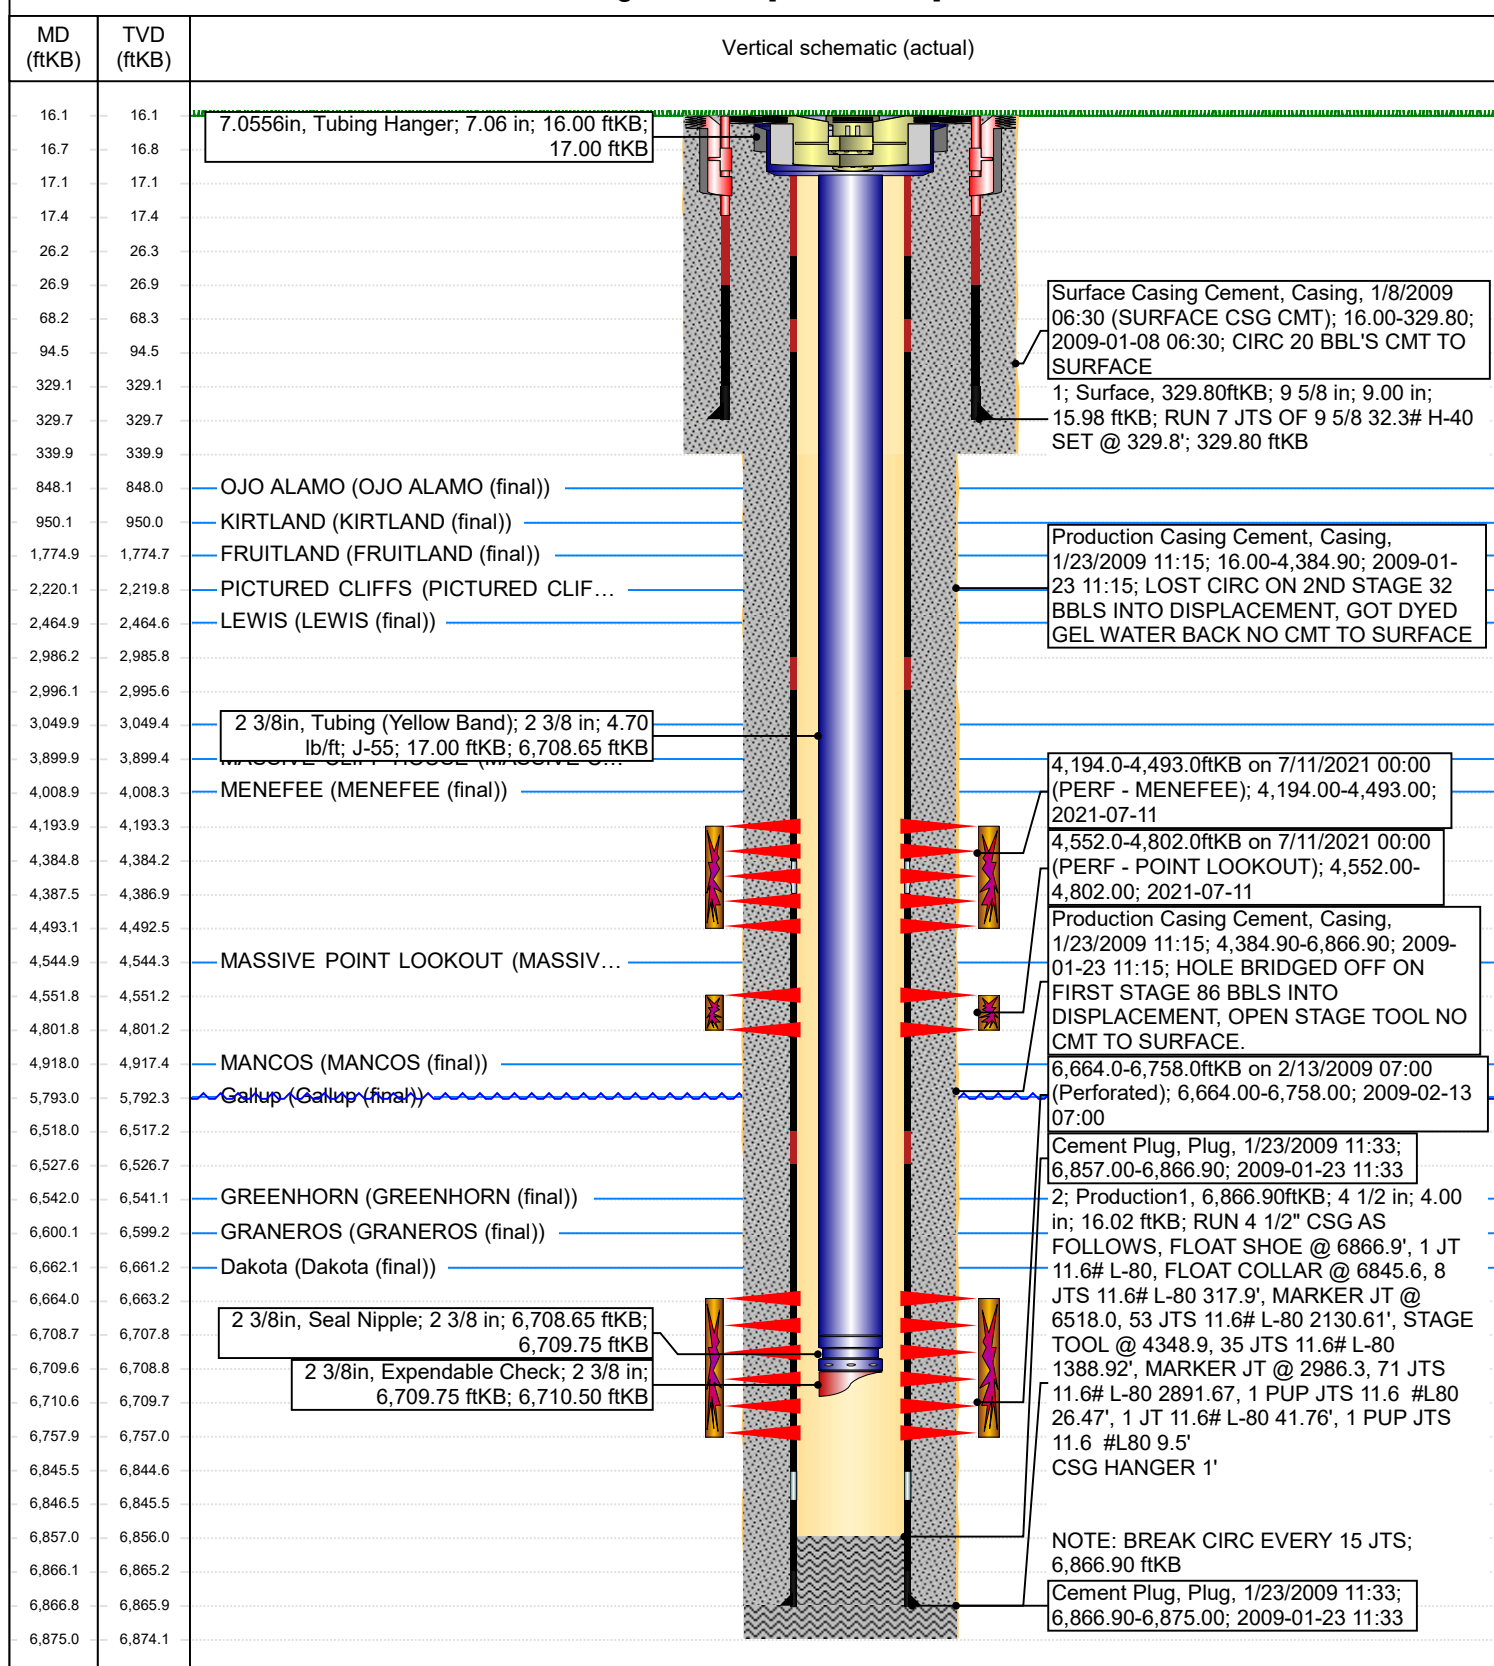 MD
(ftKB)
TVD
(ftKB)
Vertical schematic (actual)
16.1 16.1
16.7 16.8
17.1 17.1
17.4 17.4
26.2 26.3
26.9 26.9
68.2 68.3
94.5 94.5
329.1 329.1
329.7 329.7
339.9 339.9
848.1 848.0
950.1 950.0
1,774.9 1,774.7
2,220.1 2,219.8
2,464.9 2,464.6
2,986.2 2,985.8
2,996.1 2,995.6
3,049.9 3,049.4
3,899.9 3,899.4
4,008.9 4,008.3
4,193.9 4,193.3
4,384.8 4,384.2
4,387.5 4,386.9
4,493.1 4,492.5
4,544.9 4,544.3
4,551.8 4,551.2
4,801.8 4,801.2
4,918.0 4,917.4
5,793.0 5,792.3
6,518.0 6,517.2
6,527.6 6,526.7
6,542.0 6,541.1
6,600.1 6,599.2
6,662.1 6,661.2
6,664.0 6,663.2
6,708.7 6,707.8
6,709.6 6,708.8
6,710.6 6,709.7
6,757.9 6,757.0
6,845.5 6,844.6
6,846.5 6,845.5
6,857.0 6,856.0
6,866.1 6,865.2
6,866.8 6,865.9
6,875.0 6,874.1
7.0556in, Tubing Hanger; 7.06 in; 16.00 ftKB;
17.00 ftKB
OJO ALAMO (OJO ALAMO (final))
KIRTLAND (KIRTLAND (final))
FRUITLAND (FRUITLAND (final))
PICTURED CLIFFS (PICTURED CLIF…
LEWIS (LEWIS (final))
2 3/8in, Tubing (Yellow Band); 2 3/8 in; 4.70
lb/ft; J-55; 17.00 ftKB; 6,708.65 ftKB
MASSIVE CLIFF HOUSE (MASSIVE C…
MENEFEE (MENEFEE (final))
MASSIVE POINT LOOKOUT (MASSIV…
MANCOS (MANCOS (final))
Gallup (Gallup (final))
GREENHORN (GREENHORN (final))
GRANEROS (GRANEROS (final))
Dakota (Dakota (final))
2 3/8in, Seal Nipple; 2 3/8 in; 6,708.65 ftKB;
6,709.75 ftKB
2 3/8in, Expendable Check; 2 3/8 in;
6,709.75 ftKB; 6,710.50 ftKB
Surface Casing Cement, Casing, 1/8/2009
06:30 (SURFACE CSG CMT); 16.00-329.80;
2009-01-08 06:30; CIRC 20 BBL'S CMT TO
SURFACE
1; Surface, 329.80ftKB; 9 5/8 in; 9.00 in;
15.98 ftKB; RUN 7 JTS OF 9 5/8 32.3# H-40
SET @ 329.8'; 329.80 ftKB
Production Casing Cement, Casing,
1/23/2009 11:15; 16.00-4,384.90; 2009-01-
23 11:15; LOST CIRC ON 2ND STAGE 32
BBLS INTO DISPLACEMENT, GOT DYED
GEL WATER BACK NO CMT TO SURFACE
4,194.0-4,493.0ftKB on 7/11/2021 00:00
(PERF - MENEFEE); 4,194.00-4,493.00;
2021-07-11
4,552.0-4,802.0ftKB on 7/11/2021 00:00
(PERF - POINT LOOKOUT); 4,552.00-
4,802.00; 2021-07-11
Production Casing Cement, Casing,
1/23/2009 11:15; 4,384.90-6,866.90; 2009-
01-23 11:15; HOLE BRIDGED OFF ON
FIRST STAGE 86 BBLS INTO
DISPLACEMENT, OPEN STAGE TOOL NO
CMT TO SURFACE.
6,664.0-6,758.0ftKB on 2/13/2009 07:00
(Perforated); 6,664.00-6,758.00; 2009-02-13
07:00
Cement Plug, Plug, 1/23/2009 11:33;
6,857.00-6,866.90; 2009-01-23 11:33
2; Production1, 6,866.90ftKB; 4 1/2 in; 4.00
in; 16.02 ftKB; RUN 4 1/2" CSG AS
FOLLOWS, FLOAT SHOE @ 6866.9', 1 JT
11.6# L-80, FLOAT COLLAR @ 6845.6, 8
JTS 11.6# L-80 317.9', MARKER JT @
6518.0, 53 JTS 11.6# L-80 2130.61', STAGE
TOOL @ 4348.9, 35 JTS 11.6# L-80
1388.92', MARKER JT @ 2986.3, 71 JTS
11.6# L-80 2891.67, 1 PUP JTS 11.6 #L80
26.47', 1 JT 11.6# L-80 41.76', 1 PUP JTS
11.6 #L80 9.5'
CSG HANGER 1'
NOTE: BREAK CIRC EVERY 15 JTS;
6,866.90 ftKB
Cement Plug, Plug, 1/23/2009 11:33;
6,866.90-6,875.00; 2009-01-23 11:33